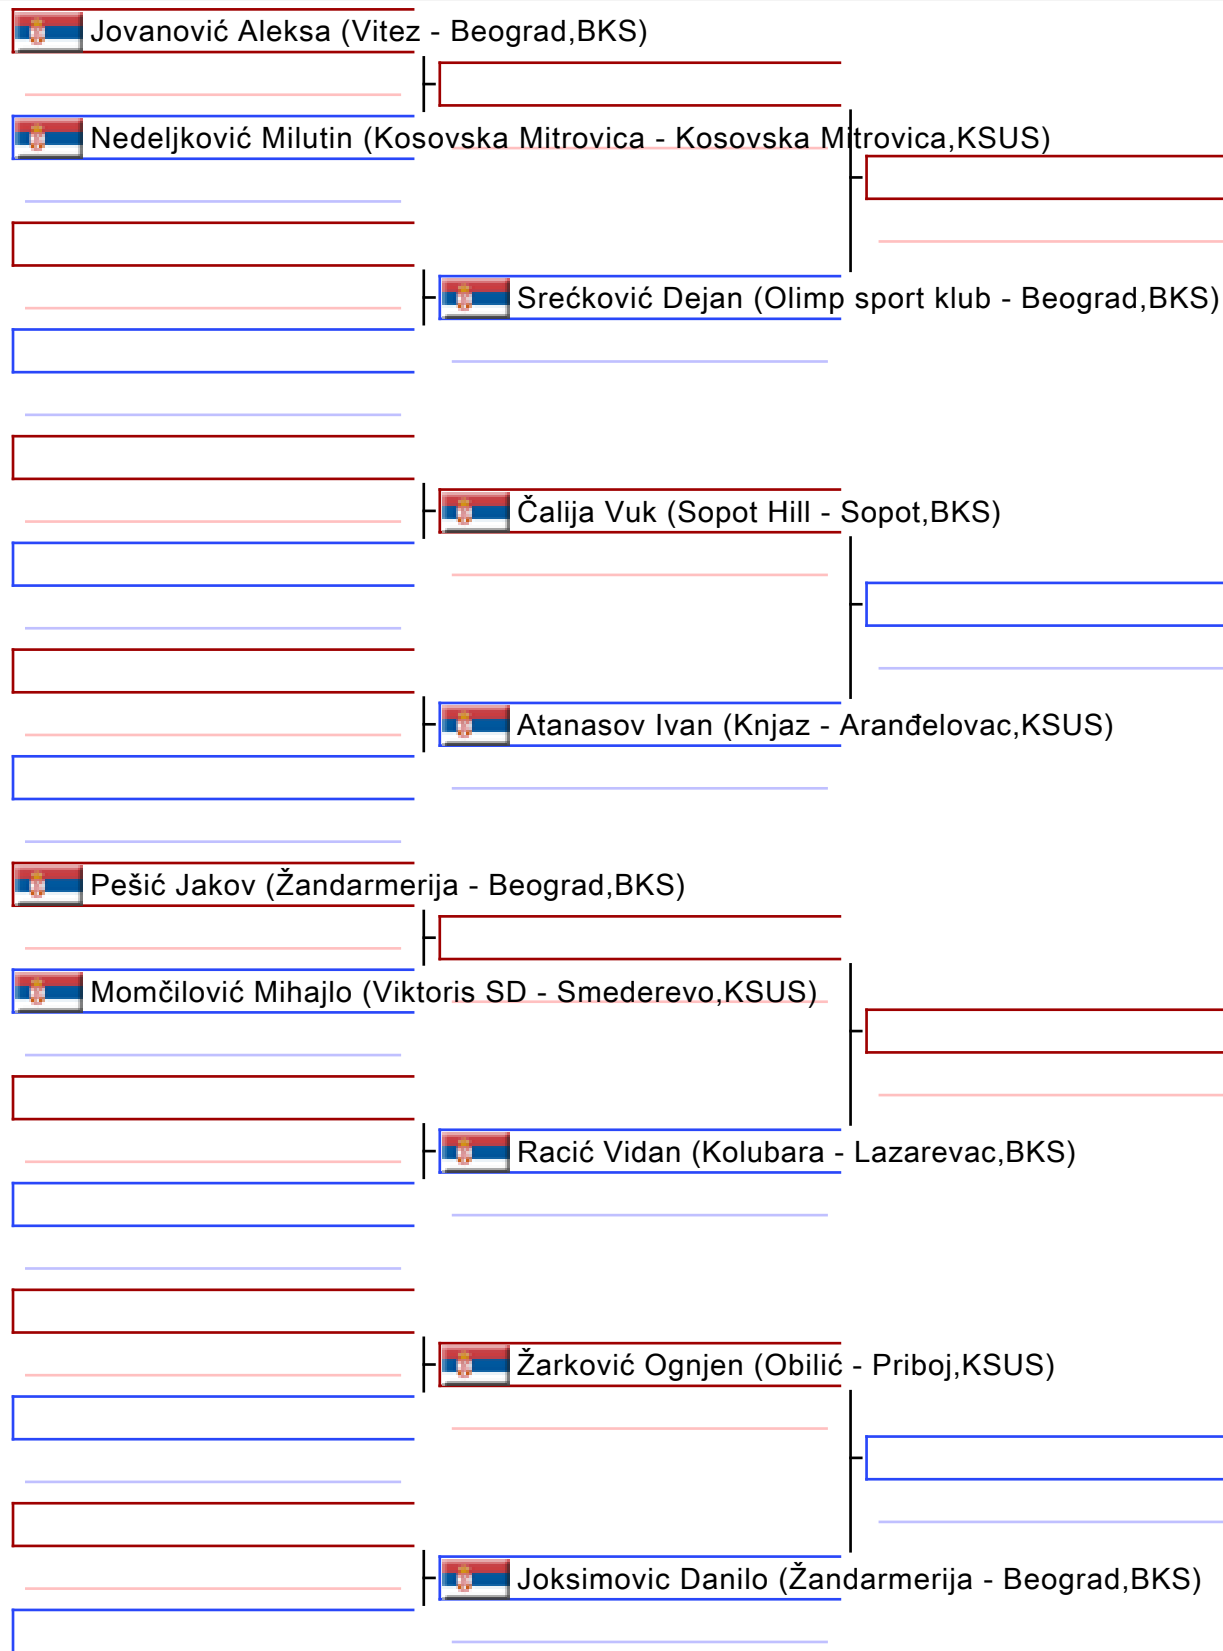 Jovanović Aleksa (Vitez - Beograd,BKS)
Nedeljković Milutin (Kosovska Mitrovica - Kosovska Mitrovica,KSUS)
Srećković Dejan (Olimp sport klub - Beograd,BKS)
Čalija Vuk (Sopot Hill - Sopot,BKS)
Atanasov Ivan (Knjaz - Aranđelovac,KSUS)
Pešić Jakov (Žandarmerija - Beograd,BKS)
Momčilović Mihajlo (Viktoris SD - Smederevo,KSUS)
Racić Vidan (Kolubara - Lazarevac,BKS)
Žarković Ognjen (Obilić - Priboj,KSUS)
Joksimovic Danilo (Žandarmerija - Beograd,BKS)